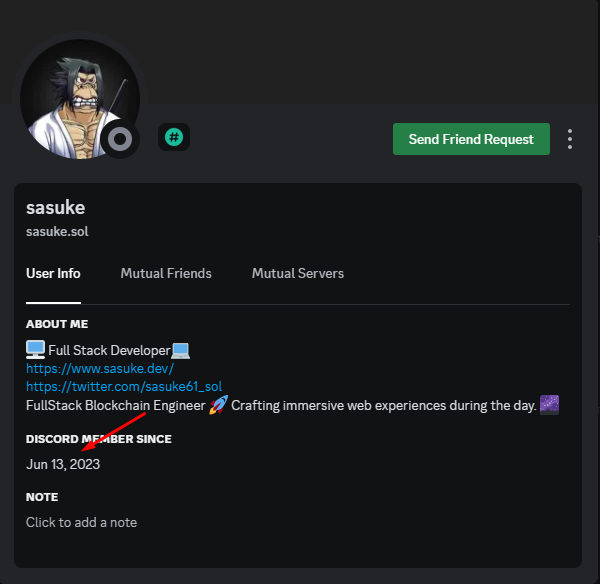 #
Send Friend Request
sasuke
sasuke.sol
User Info Mutual Friends Mutual Servers
ABOUT ME
🖥️ Full Stack Developer💻
https://www.sasuke.dev/
https://twitter.com/sasuke61_sol
FullStack Blockchain Engineer 🚀 Crafting immersive web experiences during the day. 🌌
DISCORD MEMBER SINCE
Jun 13, 2023
NOTE
Click to add a note